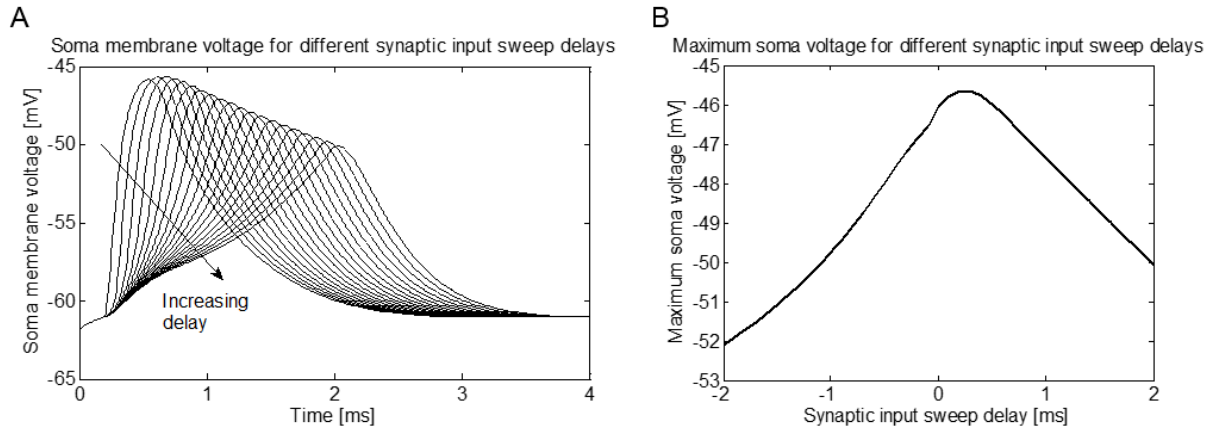 A
Soma membrane voltage for different synaptic input sweep delays
Soma membrane voltage [mV]
-45
-50
-55
-60
-65
Increasing
delay
0 1 2 3 4
Time [ms]
B
Maximum soma voltage for different synaptic input sweep delays
Maximum soma voltage [mV]
-45
-46
-47
-48
-49
-50
-51
-52
-53
-2 -1 0 1 2
Synaptic input sweep delay [ms]